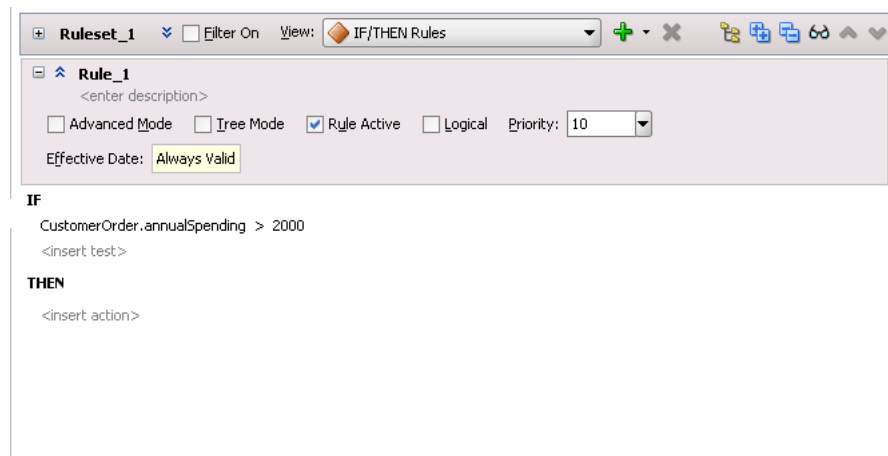 Ruleset_1 Filter On View: IF/THEN Rules
Rule_1
<enter description>
Advanced Mode Tree Mode Rule Active Logical Priority: 10
Effective Date: Always Valid
IF
CustomerOrder.annualSpending > 2000
<insert test>
THEN
<insert action>